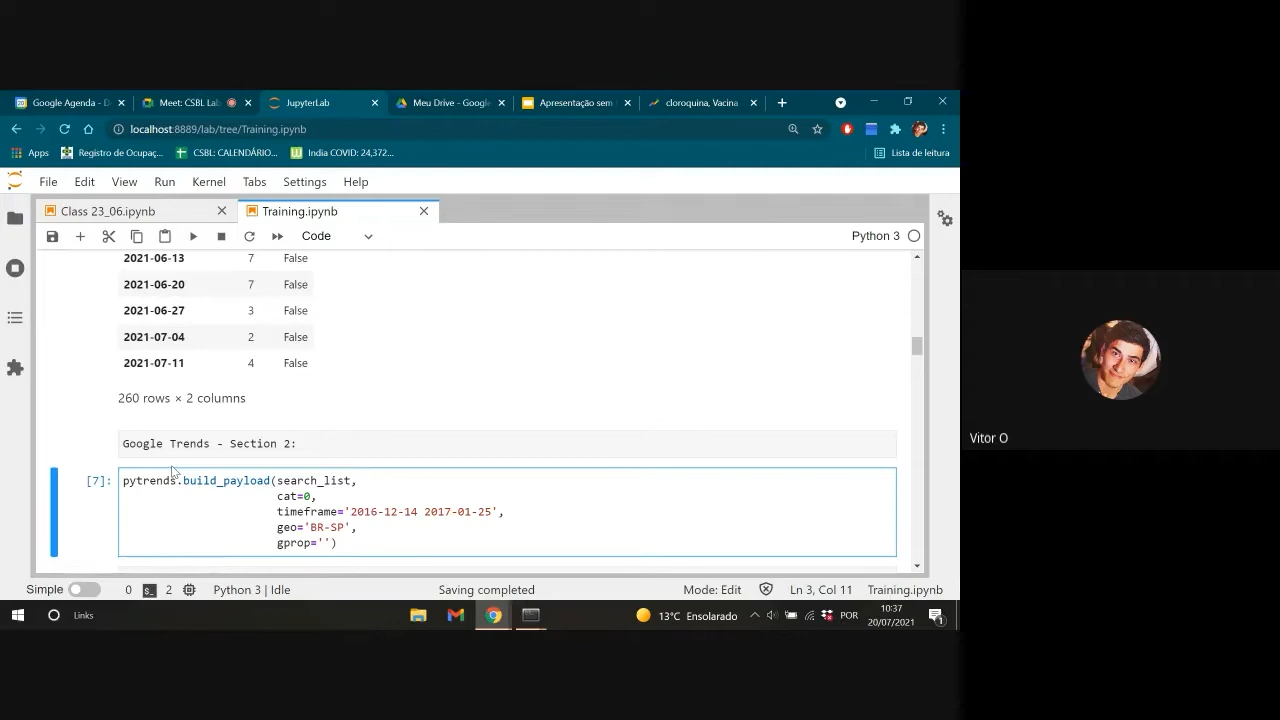 Google Agenda - D
Meet: CSBL Lab
JupyterLab
Meu Drive - Google
Apresentação sem
cloroquina, Vacina
localhost:8889/lab/tree/Training.ipynb
Apps
Registro de Ocupaç...
CSBL: CALENDÁRIO...
India COVID: 24,372...
Lista de leitura
File Edit View Run Kernel Tabs Settings Help
Class 23_06.ipynb
Training.ipynb
Code
Python 3
2021-06-13 7 False
2021-06-20 7 False
2021-06-27 3 False
2021-07-04 2 False
2021-07-11 4 False
260 rows × 2 columns
Google Trends - Section 2:
[7]: pytrends.build_payload(search_list,
cat=0,
timeframe='2016-12-14 2017-01-25',
geo='BR-SP',
gprop='')
Simple 0 2 Python 3 | Idle Saving completed Mode: Edit Ln 3, Col 11 Training.ipynb
Links
13°C Ensolarado
POR
10:37
20/07/2021
1
Vitor O